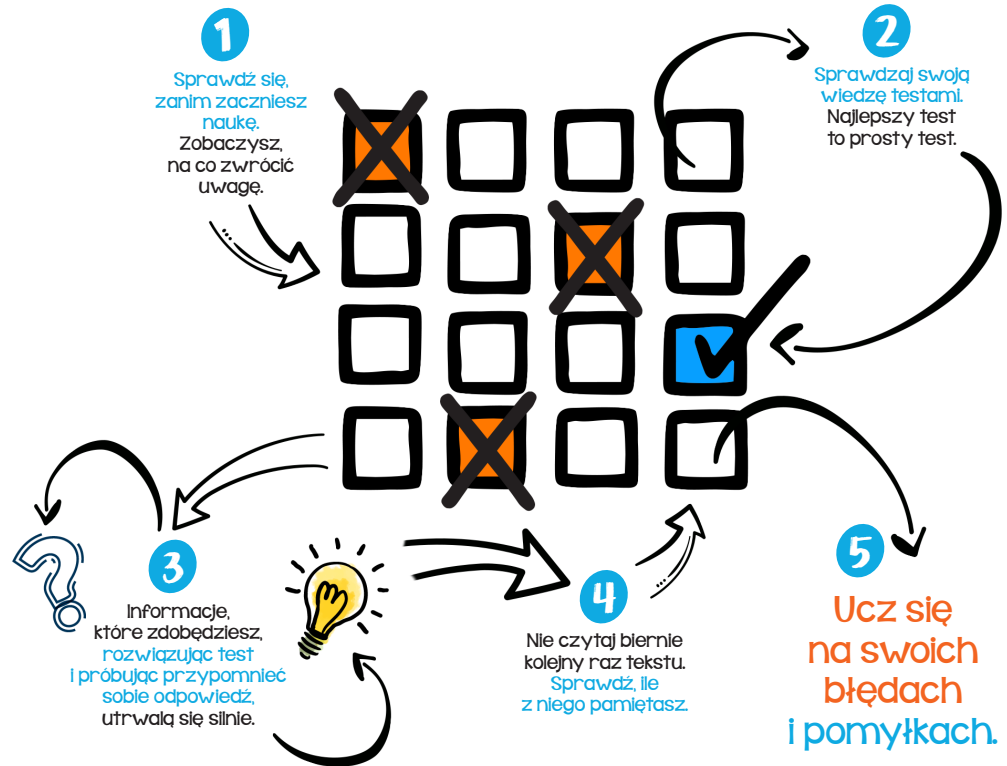 1
Sprawdź się,
zanim zaczniesz
naukę.
Zobaczysz,
na co zwrócić
uwagę.
2
Sprawdzaj swoją
wiedzę testami.
Najlepszy test
to prosty test.
3
Informacje,
które zdobędziesz,
rozwiązując test
i próbując przypomnieć
sobie odpowiedź,
utrwalą się silnie.
4
Nie czytaj biernie
kolejny raz tekstu.
Sprawdź, ile
z niego pamiętasz.
5
Ucz się
na swoich
błędach
i pomyłkach.